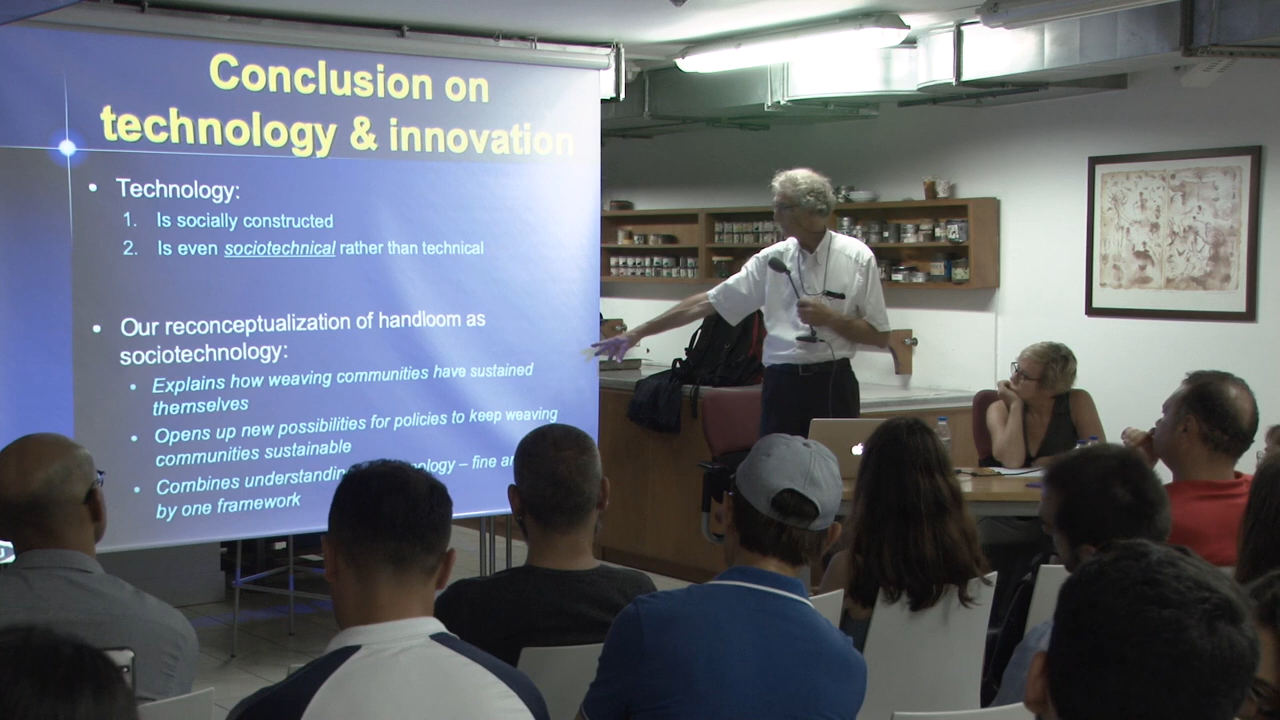 Conclusion on
technology & innovation
• Technology:
1. Is socially constructed
2. Is even sociotechnical rather than technical
• Our reconceptualization of handloom as
sociotechnology:
• Explains how weaving communities have sustained
themselves
• Opens up new possibilities for policies to keep weaving
communities sustainable
• Combines – fine
by one framework